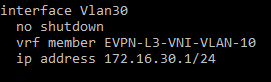 interface Vlan30
no shutdown
vrf member EVPN-L3-VNI-VLAN-10
ip address 172.16.30.1/24